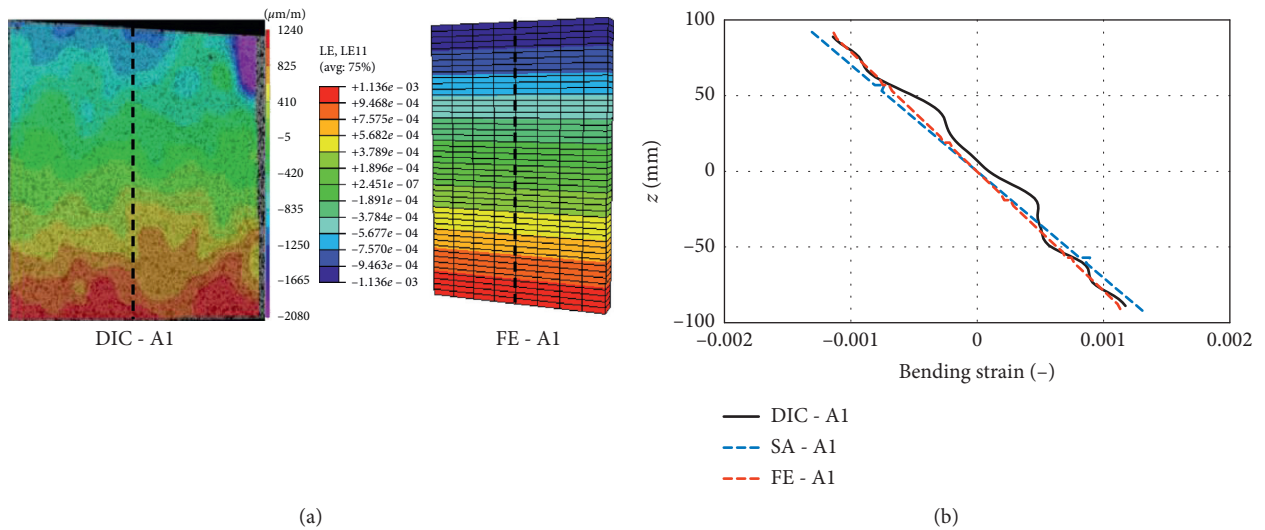 (μm/m)
1240
825
410
−5
−420
−835
−1250
−1665
−2080
DIC - A1
LE, LE11
(avg: 75%)
+1.136e − 03
+9.468e − 04
+7.575e − 04
+5.682e − 04
+3.789e − 04
+1.896e − 04
+2.451e − 07
−1.891e − 04
−3.784e − 04
−5.677e − 04
−7.570e − 04
−9.463e − 04
−1.136e − 03
FE - A1
(a)
z (mm)
100
50
0
−50
−100
−0.002
−0.001
0
0.001
0.002
Bending strain (–)
DIC - A1
SA - A1
FE - A1
(b)